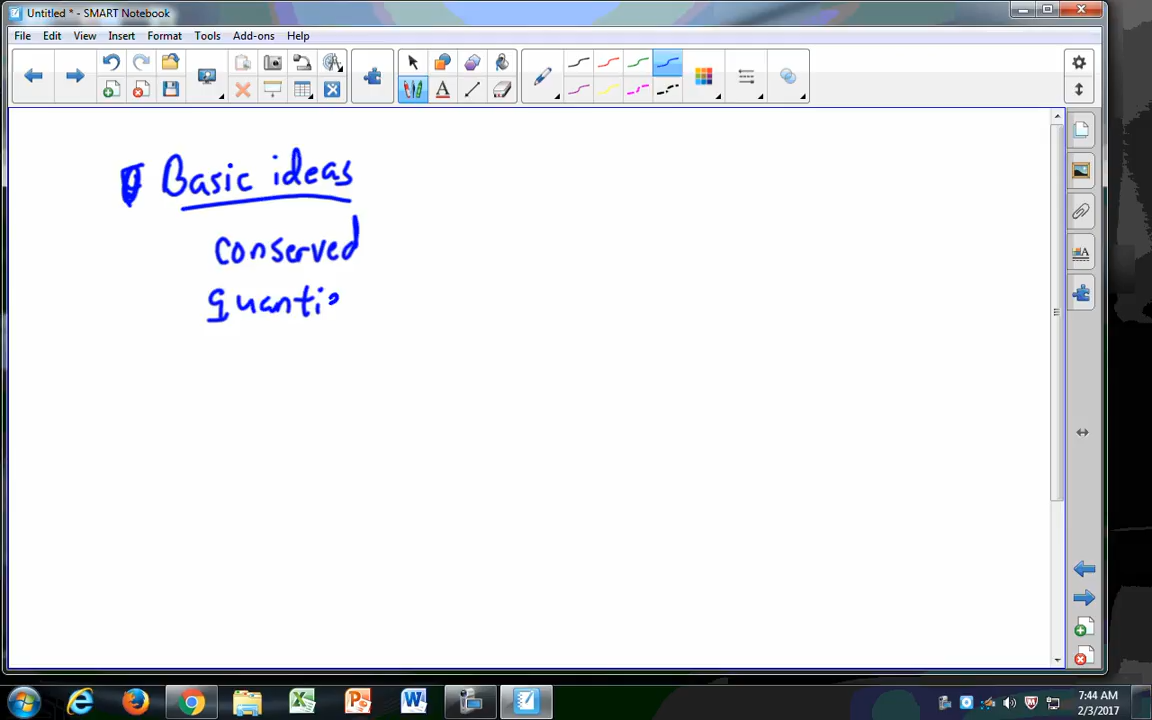 Untitled * - SMART Notebook
File Edit View Insert Format Tools Add-ons Help
Basic ideas
conserved
quanti
7:44 AM
2/3/2017